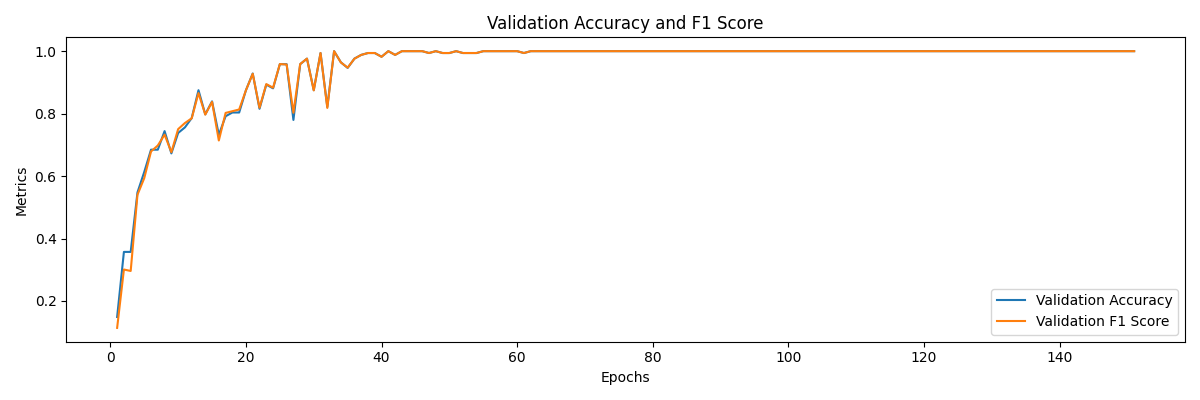 Validation Accuracy and F1 Score
1.0
0.8
0.6
0.4
0.2
Metrics
Validation Accuracy
Validation F1 Score
0 20 40 60 80 100 120 140
Epochs